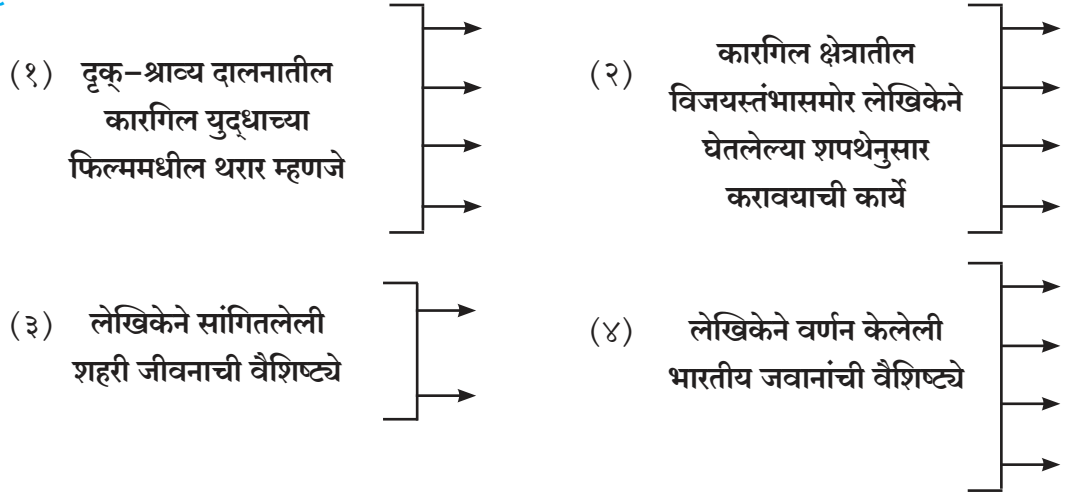 (१) दृक्–श्राव्य दालनातील
कारगिल युद्धाच्या
फिल्ममधील थरार म्हणजे
(२) कारगिल क्षेत्रातील
विजयस्तंभासमोर लेखिकेने
घेतलेल्या शपथेनुसार
करावयाची कार्ये
(३) लेखिकेने सांगितलेली
शहरी जीवनाची वैशिष्ट्ये
(४) लेखिकेने वर्णन केलेली
भारतीय जवानांची वैशिष्ट्ये